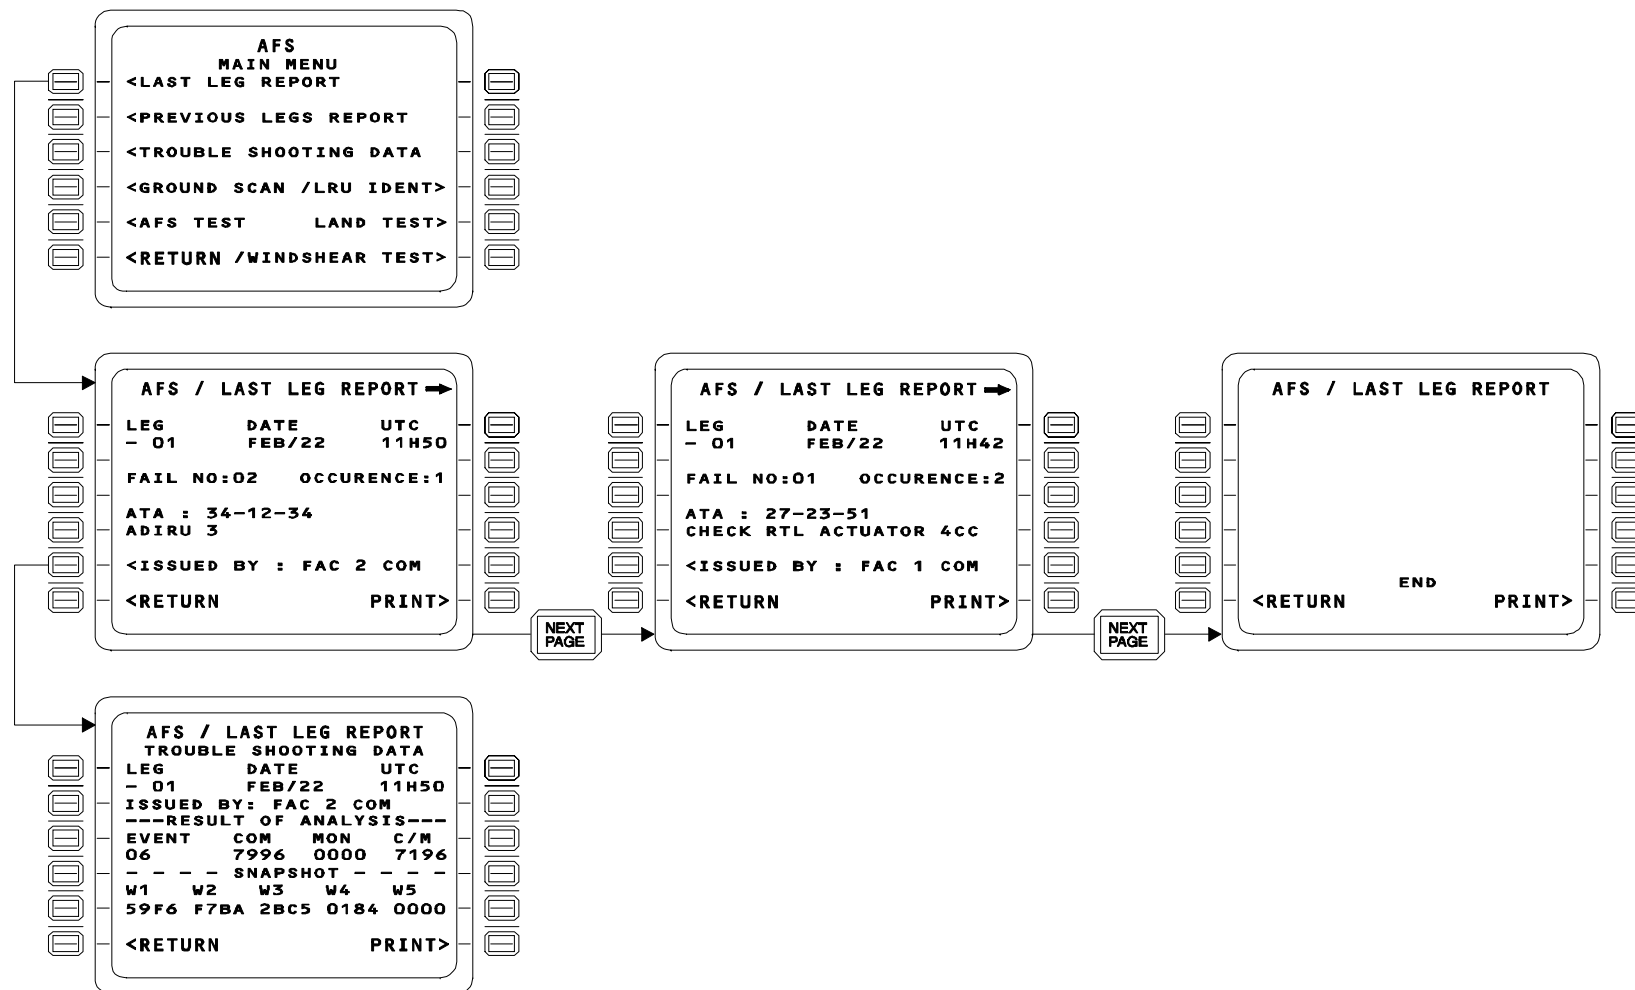 AFS
MAIN MENU
<LAST LEG REPORT
<PREVIOUS LEGS REPORT
<TROUBLE SHOOTING DATA
<GROUND SCAN /LRU IDENT>
<AFS TEST LAND TEST>
<RETURN /WINDSHEAR TEST>
AFS / LAST LEG REPORT→
LEG DATE UTC
- 01 FEB/22 11H50
FAIL NO:02 OCCURENCE:1
ATA : 34-12-34
ADIRU 3
<ISSUED BY : FAC 2 COM
<RETURN PRINT>
NEXT
PAGE
AFS / LAST LEG REPORT→
LEG DATE UTC
- 01 FEB/22 11H42
FAIL NO:01 OCCURENCE:2
ATA : 27-23-51
CHECK RTL ACTUATOR 4CC
<ISSUED BY : FAC 1 COM
<RETURN PRINT>
NEXT
PAGE
AFS / LAST LEG REPORT
END
<RETURN PRINT>
AFS / LAST LEG REPORT
TROUBLE SHOOTING DATA
LEG DATE UTC
- 01 FEB/22 11H50
ISSUED BY: FAC 2 COM
---RESULT OF ANALYSIS---
EVENT COM MON C/M
06 7996 0000 7196
- - - - SNAPSHOT - - - -
W1 W2 W3 W4 W5
59F6 F7BA 2BC5 0184 0000
<RETURN PRINT>